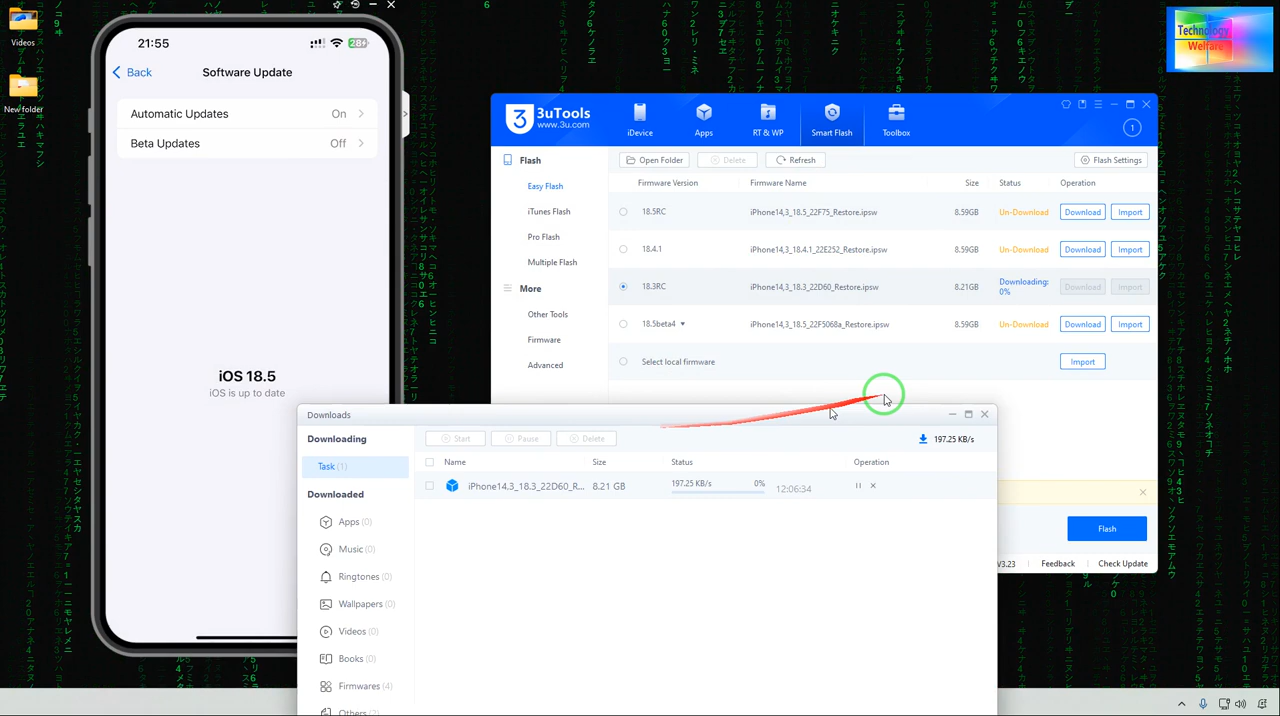 Videos
New folder
21:55
28
Back
Software Update
Automatic Updates On
Beta Updates Off
iOS 18.5
iOS is up to date
Technology
Welfare
3uTools
www.3u.com
iDevice
Apps
RT & WP
Smart Flash
Toolbox
1
Flash
Easy Flash
iTunes Flash
Pro Flash
Multiple Flash
More
Other Tools
Firmware
Advanced
Open Folder Delete Refresh Flash Settings
Firmware Version Firmware Name Size Status Operation
18.5RC iPhone14,3_18.5_22F75_Restore.ipsw 8.59GB Un-Download Download Import
18.4.1 iPhone14,3_18.4.1_22E252_Restore.ipsw 8.59GB Un-Download Download Import
18.3RC iPhone14,3_18.3_22D60_Restore.ipsw 8.21GB Downloading: 0% Download Import
18.5beta4 iPhone14,3_18.5_22F5068a_Restore.ipsw 8.59GB Un-Download Download Import
Select local firmware Import
Flash
V3.23 Feedback Check Update
Downloads
Downloading
Task (1)
Downloaded
Apps (0)
Music (0)
Ringtones (0)
Wallpapers (0)
Videos (0)
Books (0)
Firmwares (4)
Others (2)
Start Pause Delete 197.25 KB/s
Name Size Status Operation
iPhone14,3_18.3_22D60_R... 8.21 GB 197.25 KB/s 0% 12:06:34